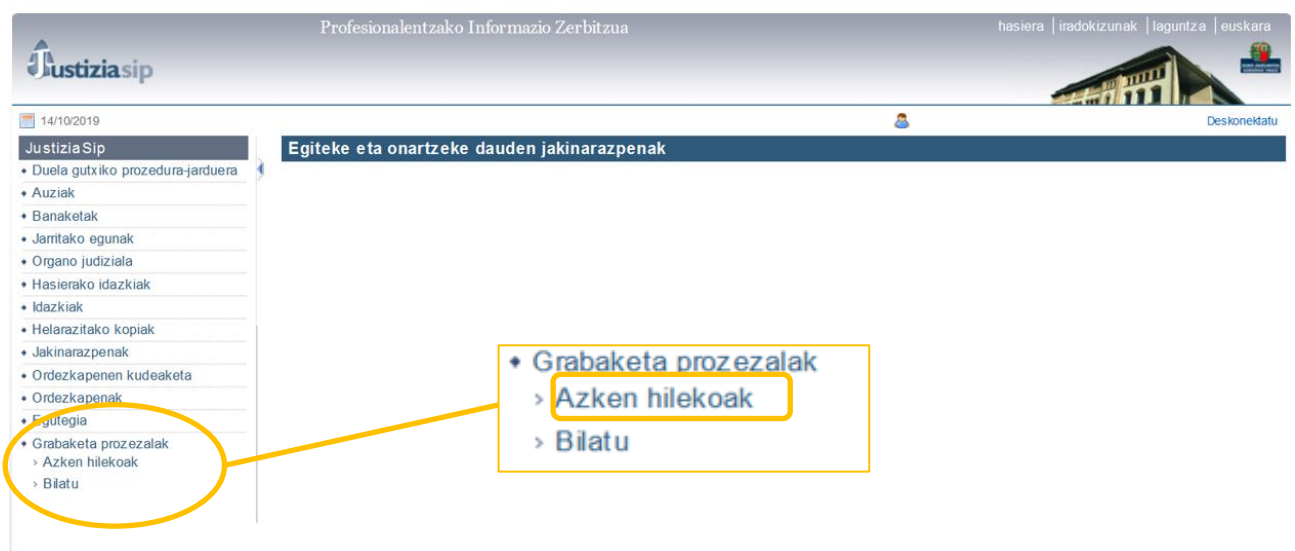 Profesionalentzako Informazio Zerbitzua
hasiera | iradokizunak | laguntza | euskara
Justiziasip
14/10/2019
Deskonektatu
JustiziaSip
Egiteke eta onartzeke dauden jakinarazpenak
Duela gutxiko prozedura-jarduera
Auziak
Banaketak
Jarritako egunak
Organo judiziala
Hasierako idazkiak
Idazkiak
Helarazitako kopiak
Jakinarazpenak
Ordezkapenen kudeaketa
Ordezkapenak
Egutegia
Grabaketa prozezalak
› Azken hilekoak
› Bilatu
Grabaketa prozezalak
› Azken hilekoak
› Bilatu